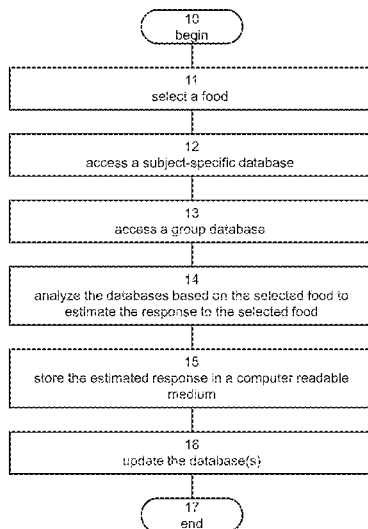 10
begin
11
select a food
12
access a subject-specific database
13
access a group database
14
analyze the databases based on the selected food to
estimate the response to the selected food
15
store the estimated response in a computer readable
medium
16
update the database(s)
17
end